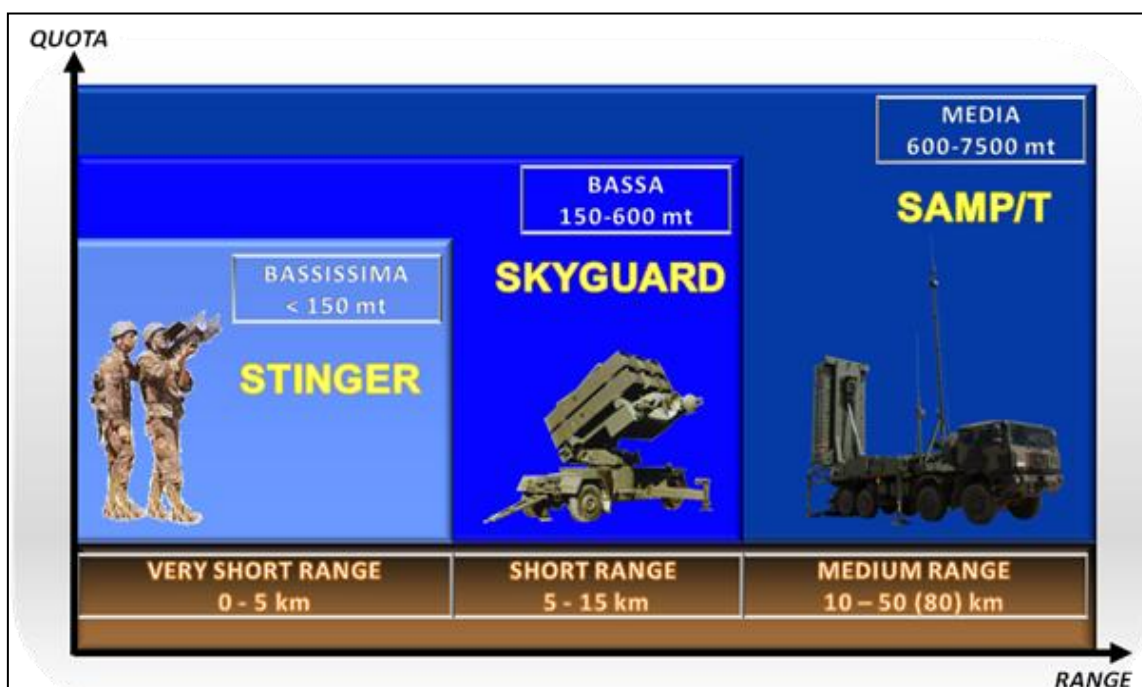 QUOTA
MEDIA
600-7500 mt
SAMP/T
BASSA
150-600 mt
SKYGUARD
BASSISSIMA
< 150 mt
STINGER
VERY SHORT RANGE
0 - 5 km
SHORT RANGE
5 - 15 km
MEDIUM RANGE
10 – 50 (80) km
RANGE